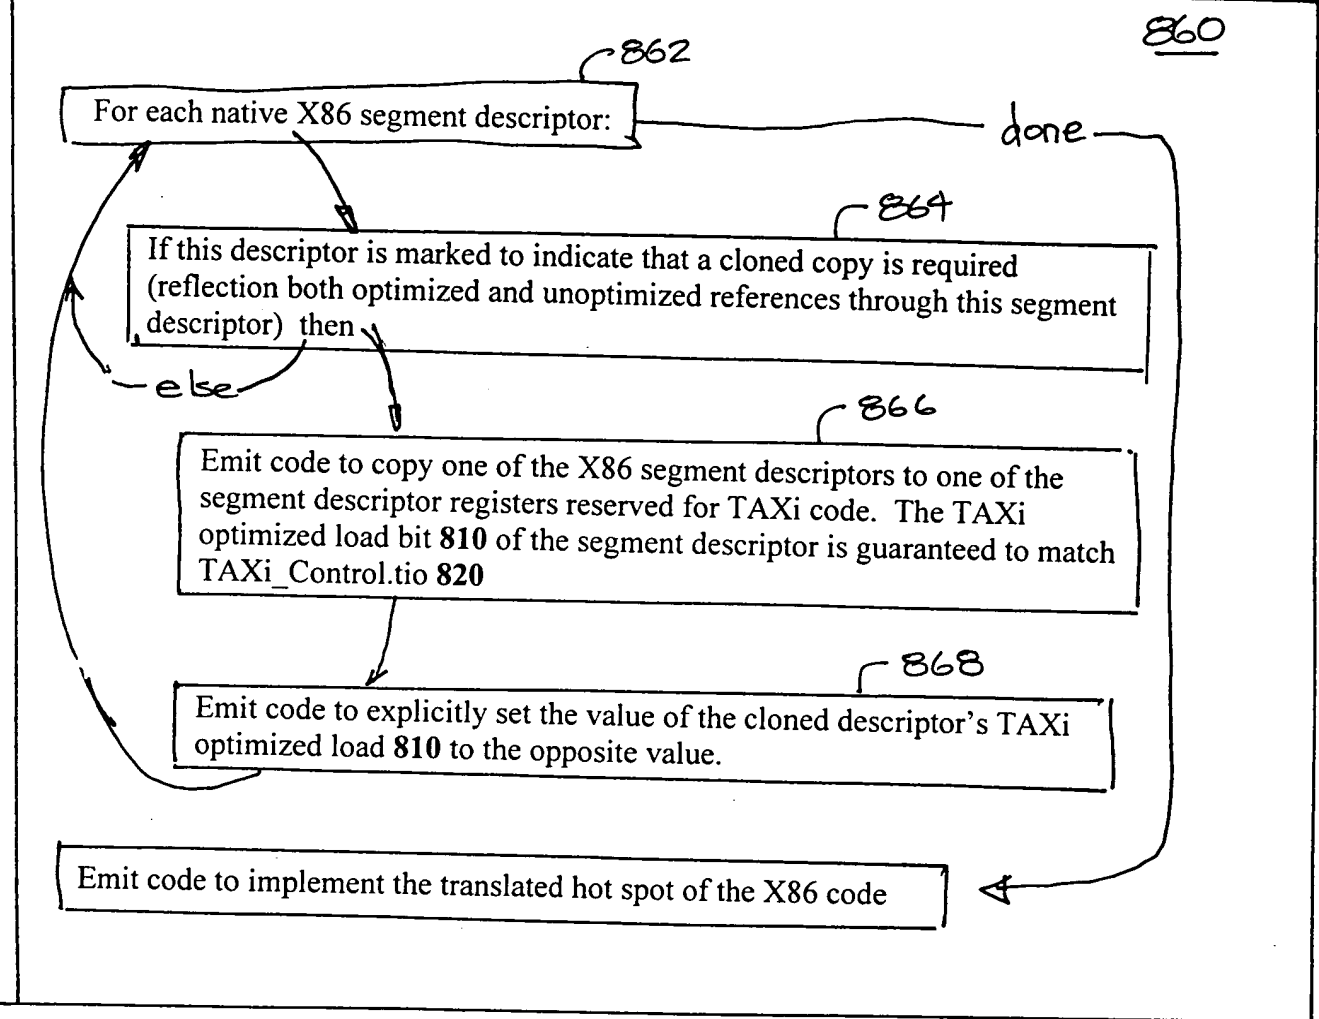 860
862
For each native X86 segment descriptor:
done
864
If this descriptor is marked to indicate that a cloned copy is required
(reflection both optimized and unoptimized references through this segment
descriptor) then
else
866
Emit code to copy one of the X86 segment descriptors to one of the
segment descriptor registers reserved for TAXi code. The TAXi
optimized load bit 810 of the segment descriptor is guaranteed to match
TAXi_Control.tio 820
868
Emit code to explicitly set the value of the cloned descriptor's TAXi
optimized load 810 to the opposite value.
Emit code to implement the translated hot spot of the X86 code